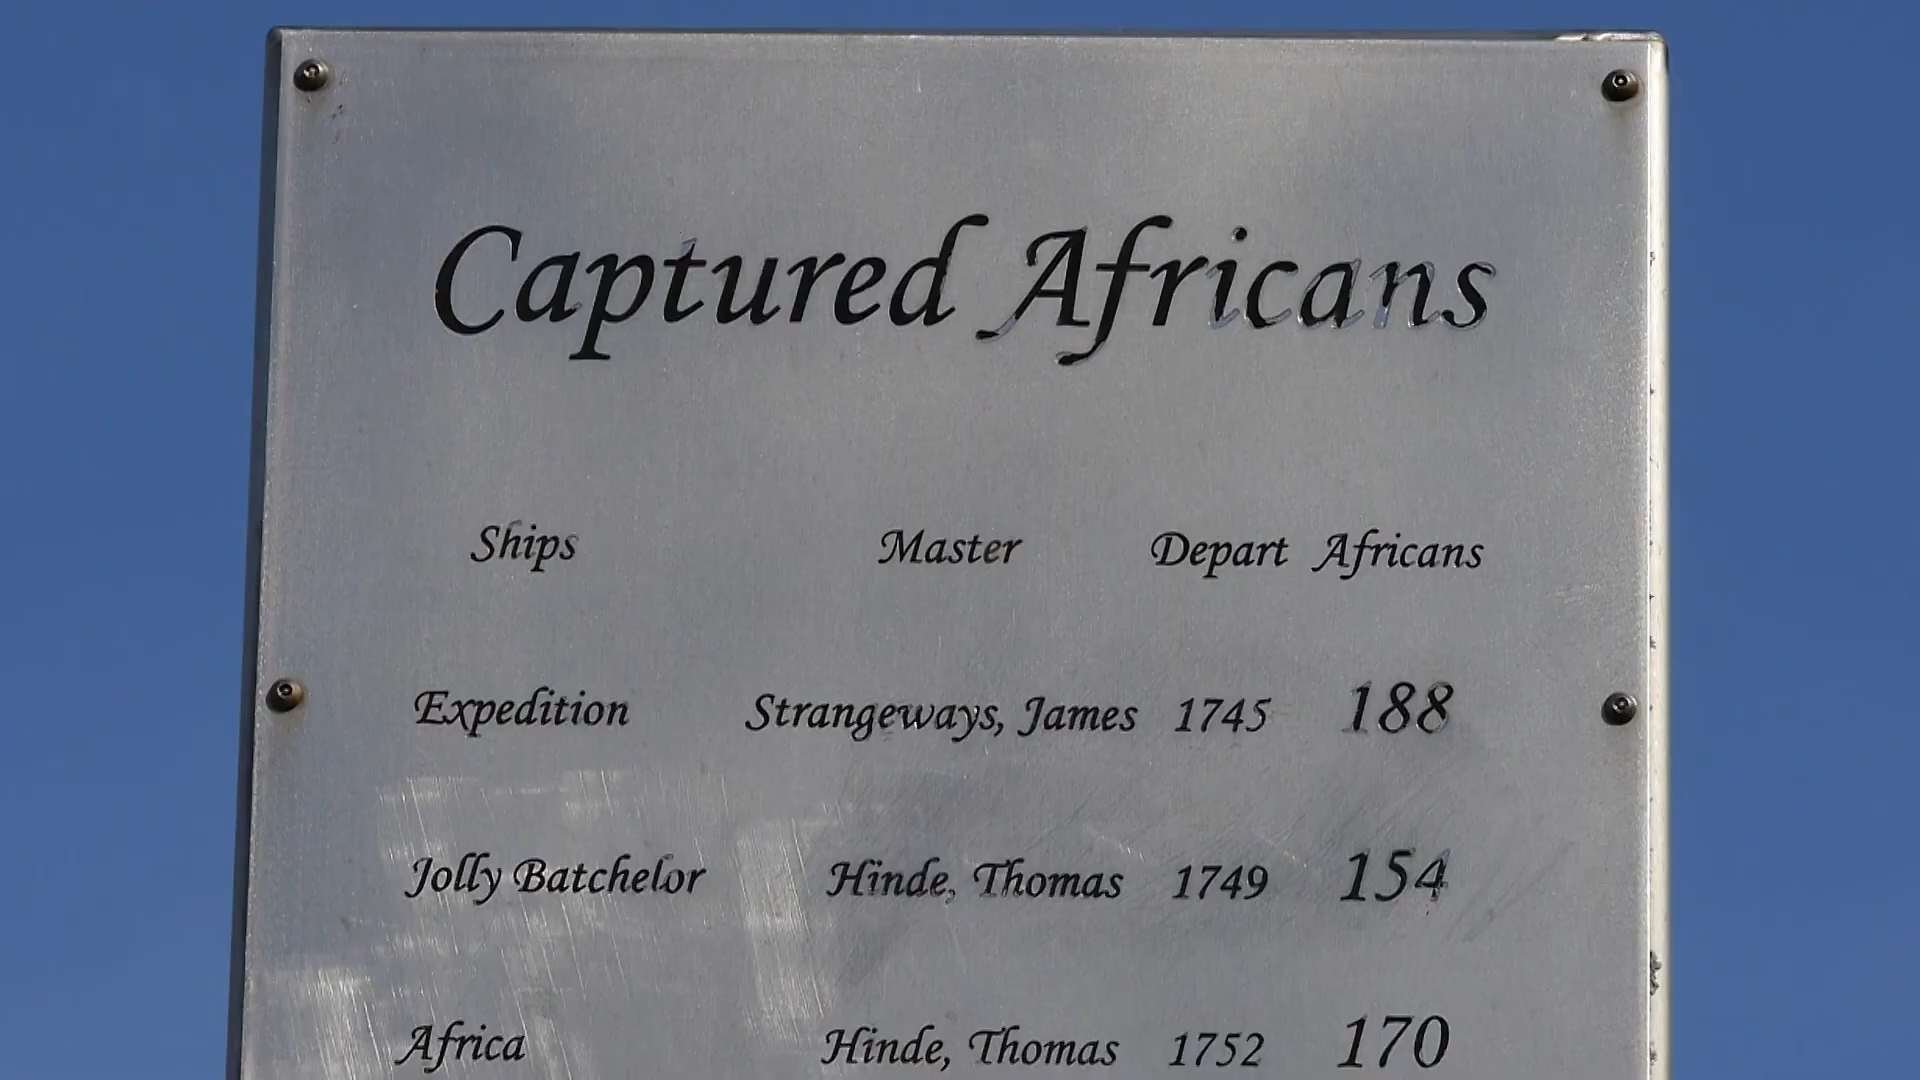 Captured Africans
Ships Master Depart Africans
Expedition Strangeways, James 1745 188
Jolly Batchelor Hinde, Thomas 1749 154
Africa Hinde, Thomas 1752 170